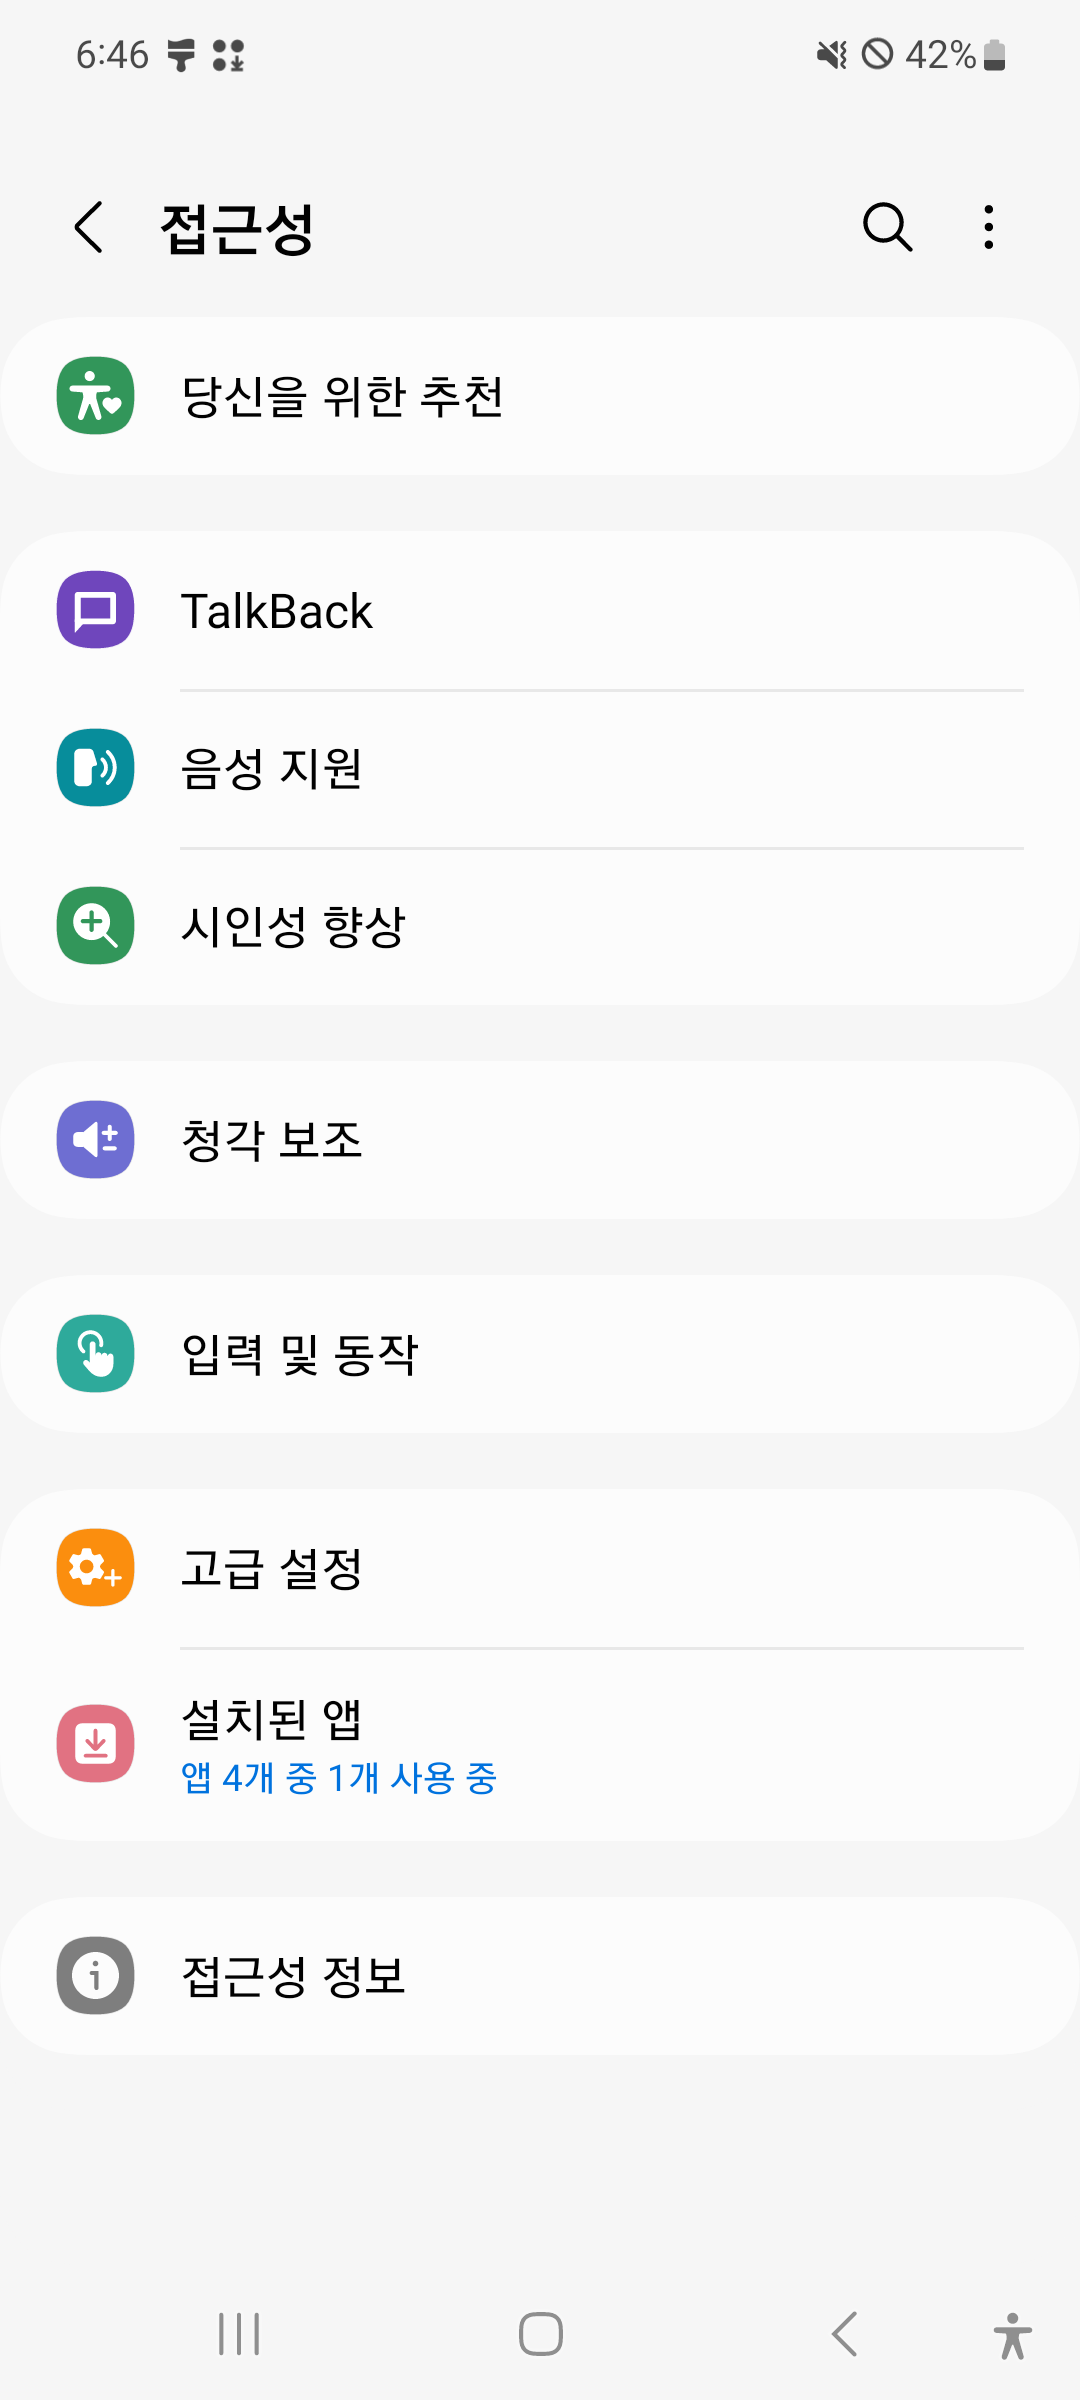 6:46
42%
접근성
당신을 위한 추천
TalkBack
음성 지원
시인성 향상
청각 보조
입력 및 동작
고급 설정
설치된 앱
앱 4개 중 1개 사용 중
접근성 정보